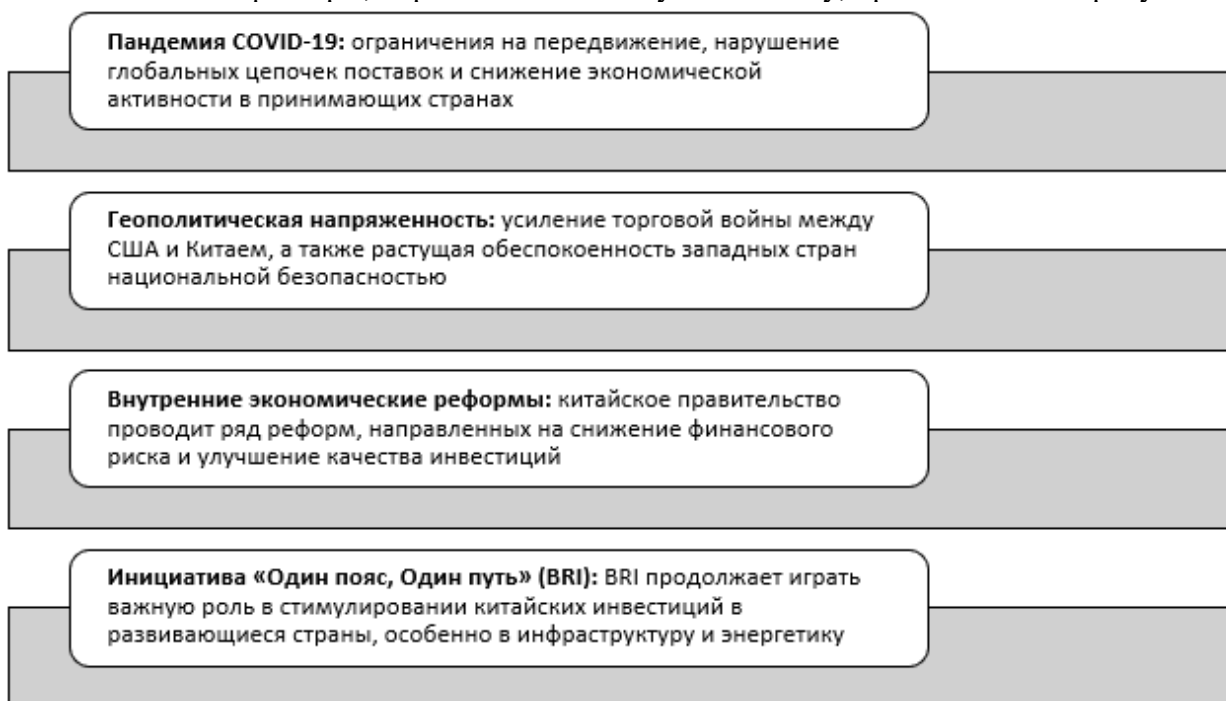 Пандемия COVID-19: ограничения на передвижение, нарушение
глобальных цепочек поставок и снижение экономической
активности в принимающих странах
Геополитическая напряженность: усиление торговой войны между
США и Китаем, а также растущая обеспокоенность западных стран
национальной безопасностью
Внутренние экономические реформы: китайское правительство
проводит ряд реформ, направленных на снижение финансового
риска и улучшение качества инвестиций
Инициатива «Один пояс, Один путь» (BRI): BRI продолжает играть
важную роль в стимулировании китайских инвестиций в
развивающиеся страны, особенно в инфраструктуру и энергетику